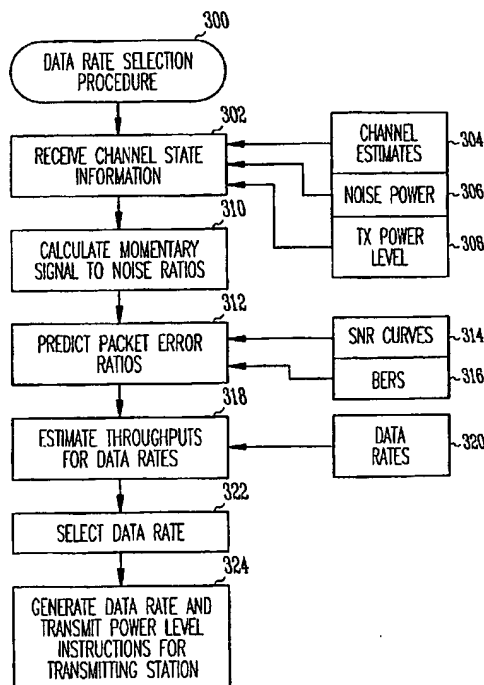 300
DATA RATE SELECTION
PROCEDURE
302
RECEIVE CHANNEL STATE
INFORMATION
CHANNEL
ESTIMATES
304
NOISE POWER
306
TX POWER
LEVEL
308
310
CALCULATE MOMENTARY
SIGNAL TO NOISE RATIOS
312
PREDICT PACKET ERROR
RATIOS
SNR CURVES
314
BERS
316
318
ESTIMATE THROUGHPUTS
FOR DATA RATES
DATA
RATES
320
322
SELECT DATA RATE
324
GENERATE DATA RATE AND
TRANSMIT POWER LEVEL
INSTRUCTIONS FOR
TRANSMITTING STATION